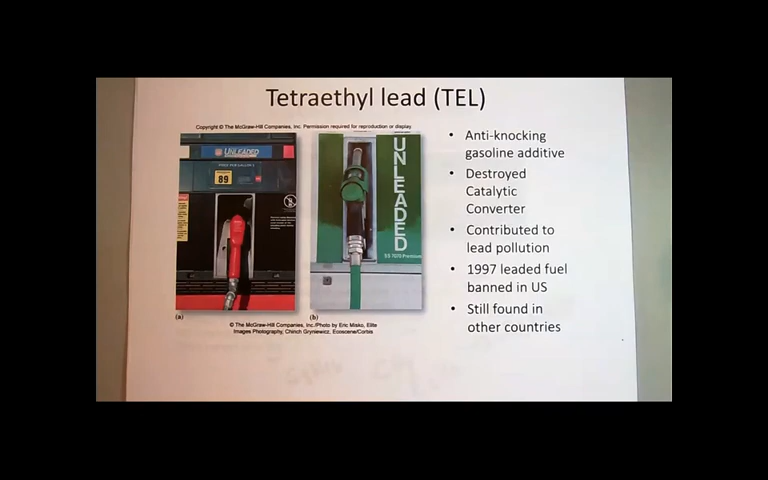 Tetraethyl lead (TEL)
Copyright © The McGraw-Hill Companies, Inc. Permission required for reproduction or display.
UNLEADED
89
UNLEADED
(a)
(b)
© The McGraw-Hill Companies, Inc./Photo by Eric Misko, Elite
Images Photography, Chinch Gryniewicz, Ecoscene/Corbis
• Anti-knocking
gasoline additive
• Destroyed
Catalytic
Converter
• Contributed to
lead pollution
• 1997 leaded fuel
banned in US
• Still found in
other countries